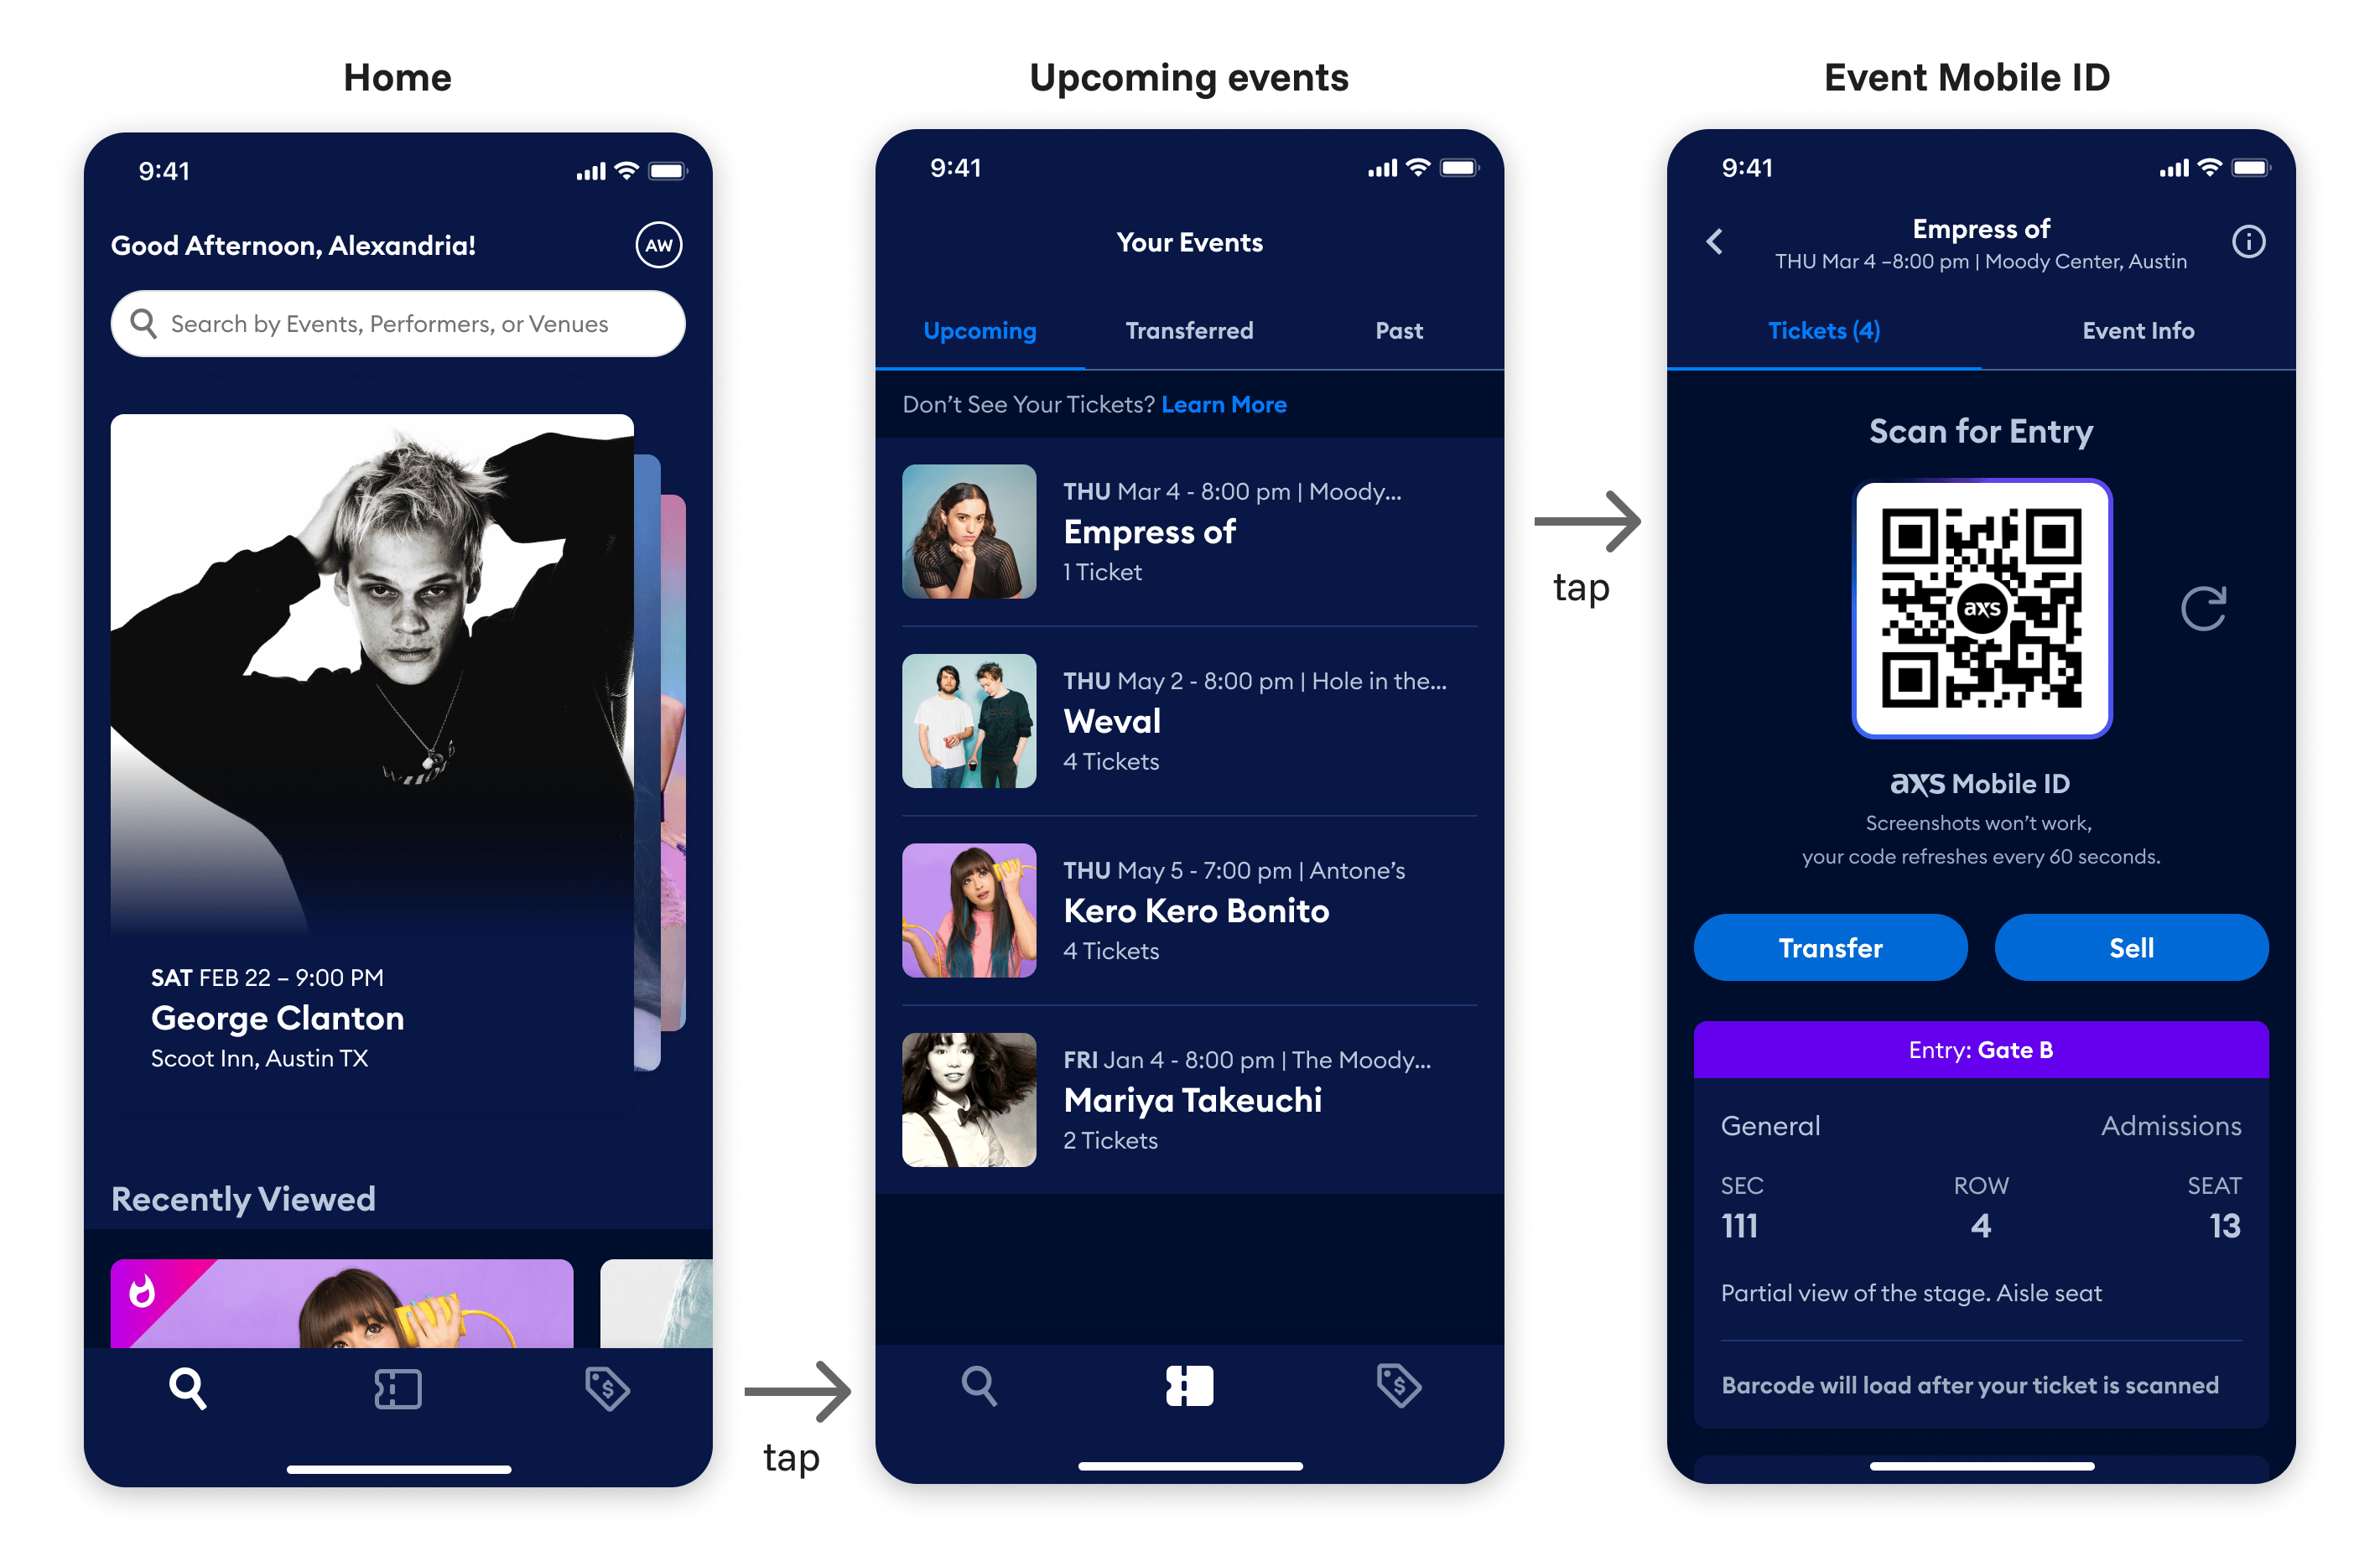 Home
9:41
Good Afternoon, Alexandria!
AW
Search by Events, Performers, or Venues
SAT FEB 22 – 9:00 PM
George Clanton
Scoot Inn, Austin TX
Recently Viewed
$
tap
Upcoming events
9:41
Your Events
Upcoming Transferred Past
Don’t See Your Tickets? Learn More
THU Mar 4 - 8:00 pm | Moody...
Empress of
1 Ticket
THU May 2 - 8:00 pm | Hole in the...
Weval
4 Tickets
THU May 5 - 7:00 pm | Antone’s
Kero Kero Bonito
4 Tickets
FRI Jan 4 - 8:00 pm | The Moody...
Mariya Takeuchi
2 Tickets
$
tap
Event Mobile ID
9:41
Empress of
THU Mar 4 –8:00 pm | Moody Center, Austin
Tickets (4) Event Info
Scan for Entry
axs
axs Mobile ID
Screenshots won’t work,
your code refreshes every 60 seconds.
Transfer Sell
Entry: Gate B
General Admissions
SEC ROW SEAT
111 4 13
Partial view of the stage. Aisle seat
Barcode will load after your ticket is scanned